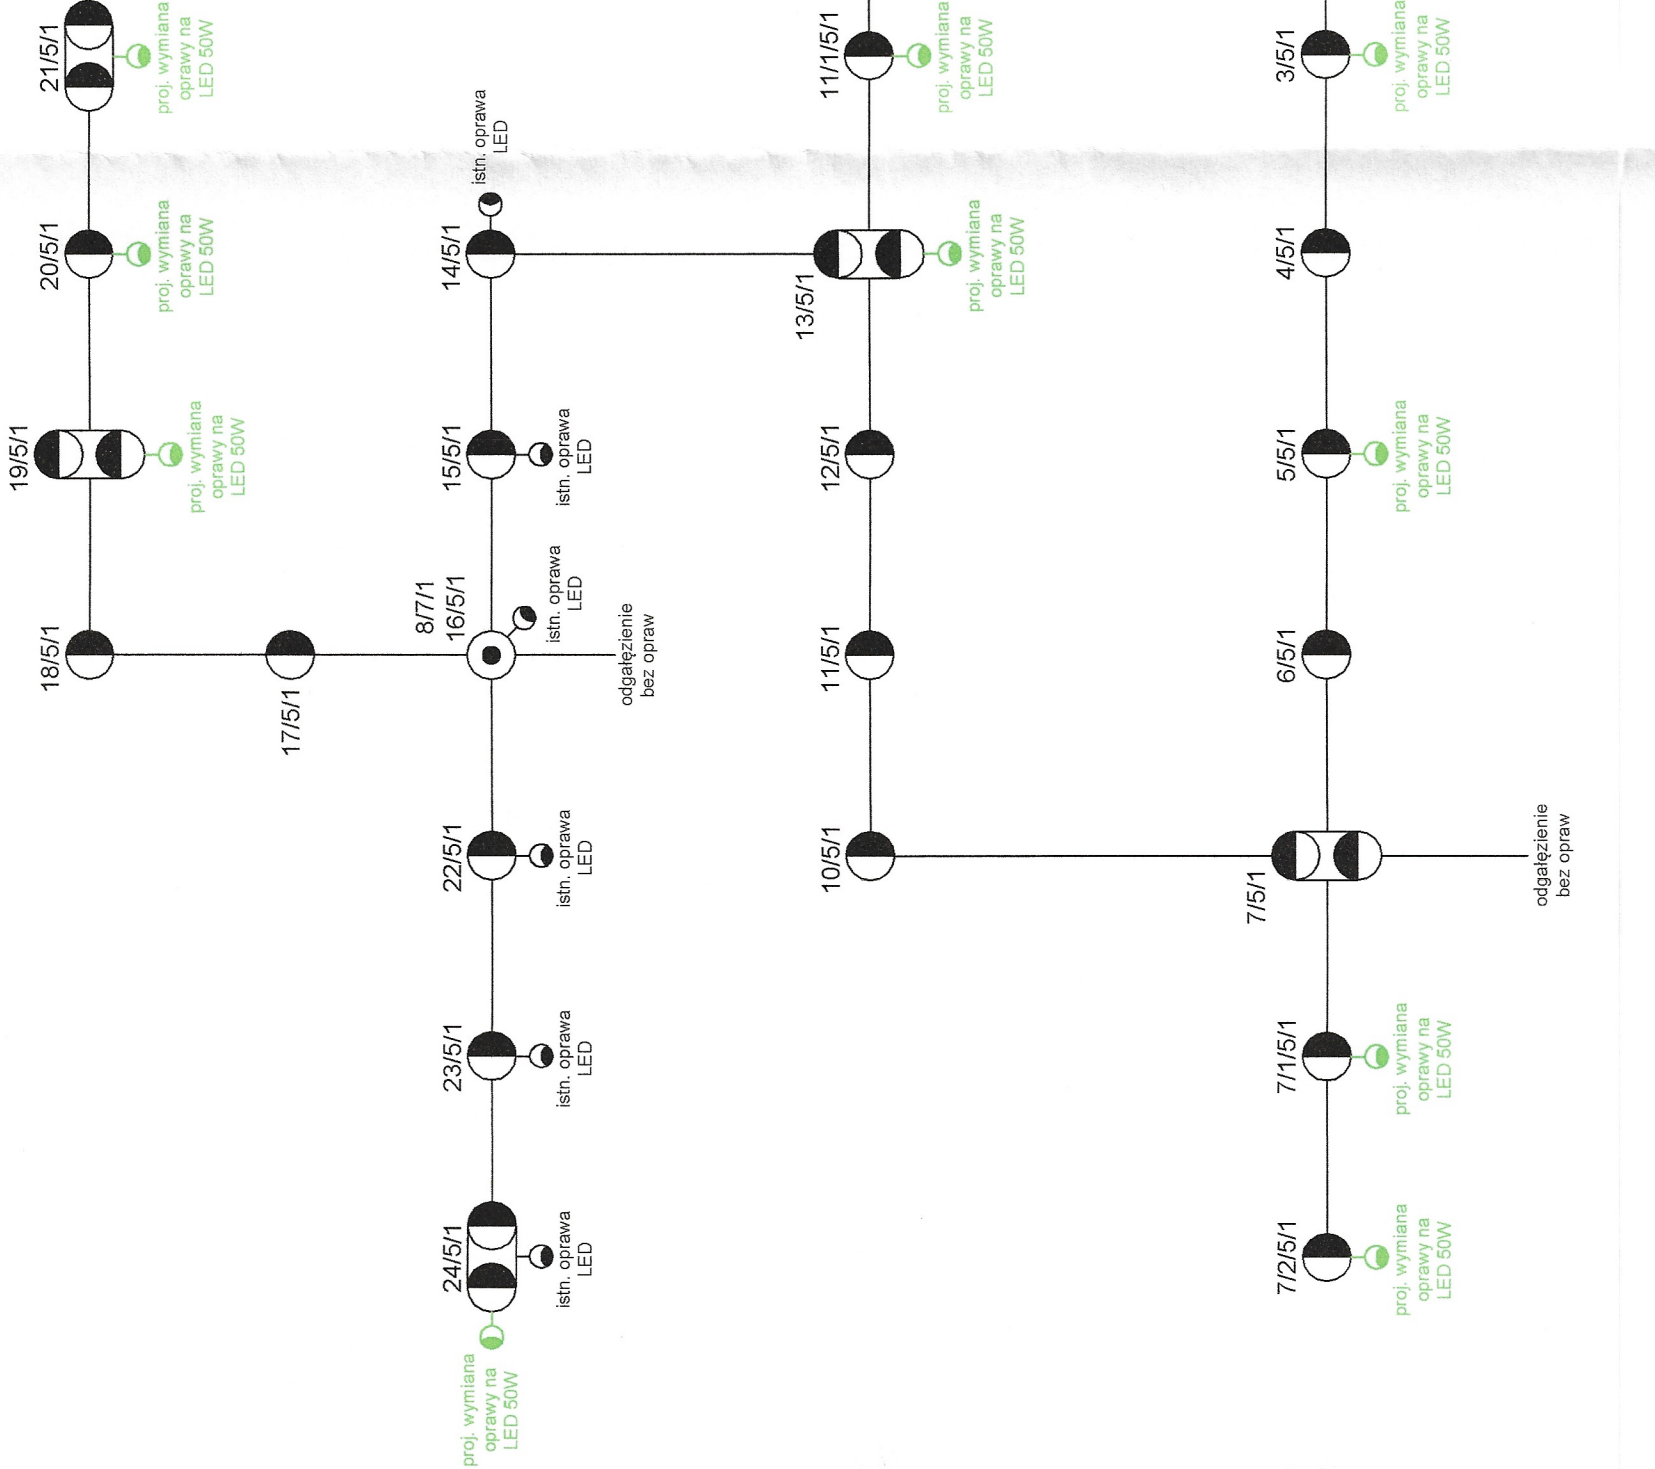 21/5/1
proj. wymiana
oprawy na
LED 50W
20/5/1
proj. wymiana
oprawy na
LED 50W
19/5/1
proj. wymiana
oprawy na
LED 50W
18/5/1
17/5/1
istn. oprawa
LED
14/5/1
15/5/1
istn. oprawa
LED
8/7/1
16/5/1
istn. oprawa
LED
odgałęzienie
bez opraw
22/5/1
istn. oprawa
LED
23/5/1
istn. oprawa
LED
24/5/1
istn. oprawa
LED
proj. wymiana
oprawy na
LED 50W
11/1/5/1
proj. wymiana
oprawy na
LED 50W
13/5/1
proj. wymiana
oprawy na
LED 50W
12/5/1
11/5/1
10/5/1
3/5/1
proj. wymiana
oprawy na
LED 50W
4/5/1
5/5/1
proj. wymiana
oprawy na
LED 50W
6/5/1
7/5/1
odgałęzienie
bez opraw
7/1/5/1
proj. wymiana
oprawy na
LED 50W
7/2/5/1
proj. wymiana
oprawy na
LED 50W